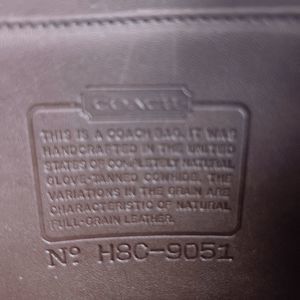 COACH
THIS IS A COACH BAG. IT WAS
HANDCRAFTED IN THE UNITED
STATES OF COMPLETELY NATURAL
GLOVE-TANNED COWHIDE. THE
VARIATIONS IN THE GRAIN ARE
CHARACTERISTIC OF NATURAL
FULL-GRAIN LEATHER.
Nº H8C-9051